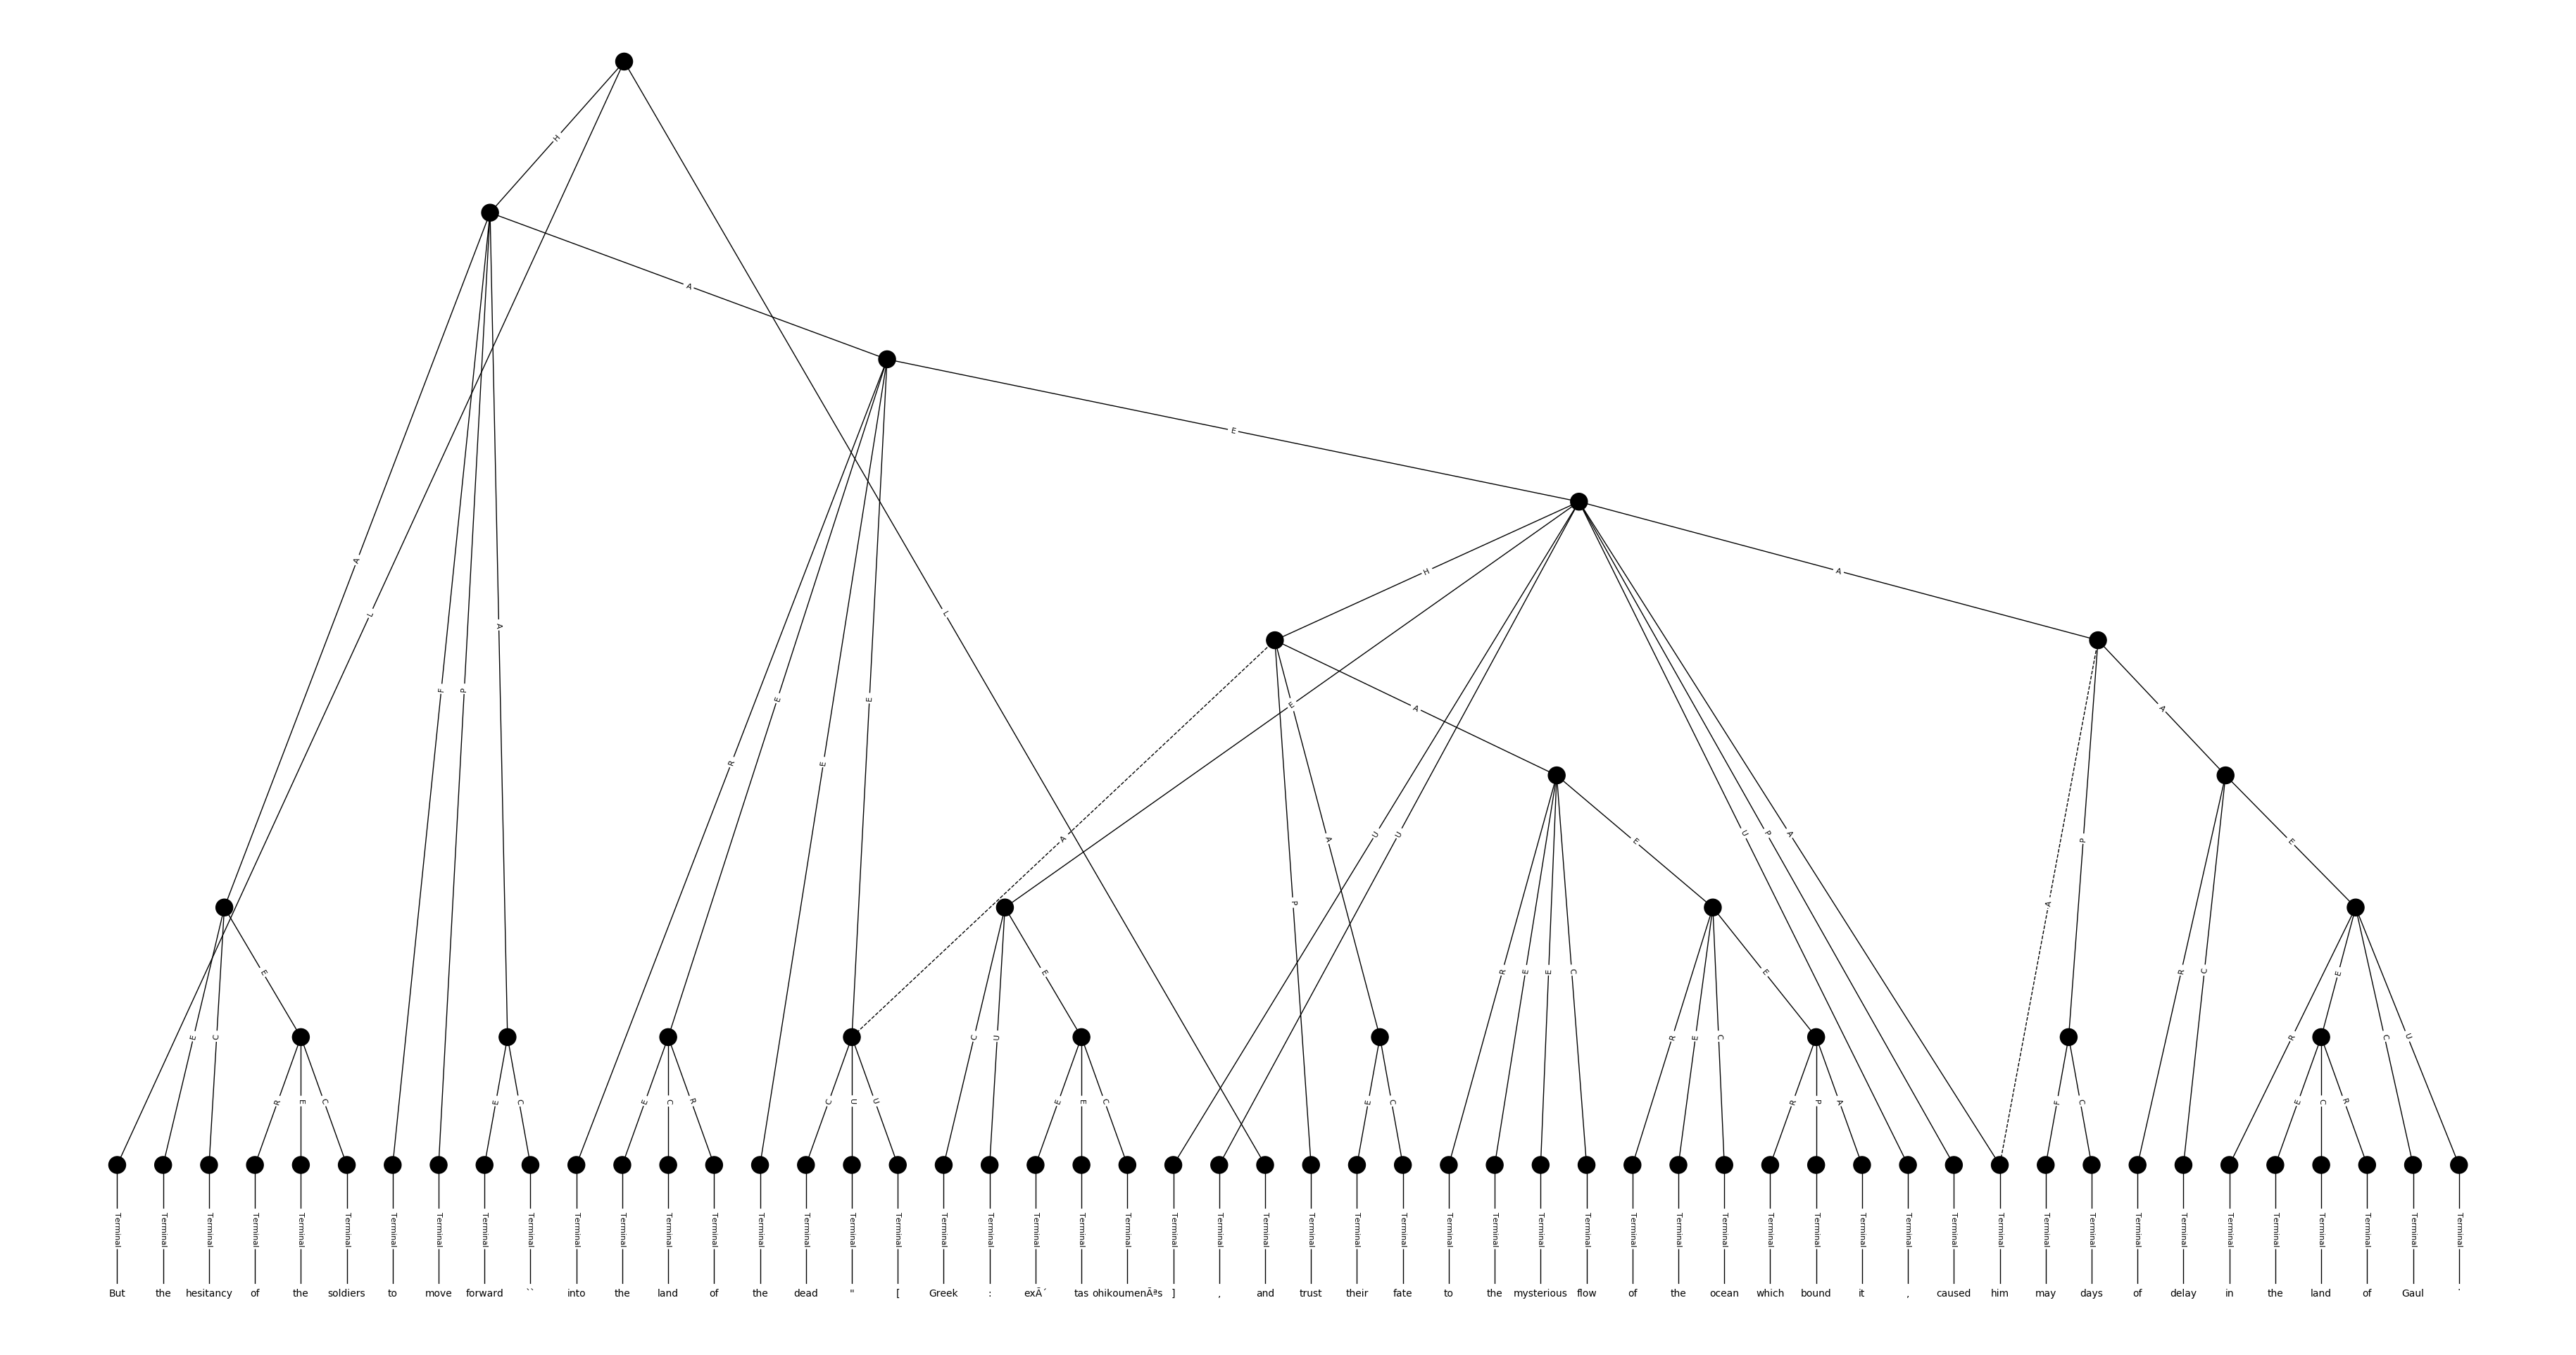 H
A
E
A H A
L L A
F P E E E A A
R E
U U U P A
A A E P E
P A
E E R E E C E R C E
E C C U R E C R C U
R E C E C E C R C U U E E C E C R P A F C E C R
Terminal Terminal Terminal Terminal Terminal Terminal Terminal Terminal Terminal Terminal Terminal Terminal Terminal Terminal Terminal Terminal Terminal Terminal Terminal Terminal Terminal Terminal Terminal Terminal Terminal Terminal Terminal Terminal Terminal Terminal Terminal Terminal Terminal Terminal Terminal Terminal Terminal Terminal Terminal Terminal Terminal Terminal Terminal Terminal Terminal Terminal Terminal Terminal Terminal Terminal Terminal Terminal
But the hesitancy of the soldiers to move forward `` into the land of the dead " [ Greek : exÃ´ tas ohikoumenÃªs ] , and trust their fate to the mysterious flow of the ocean which bound it , caused him may days of delay in the land of Gaul .